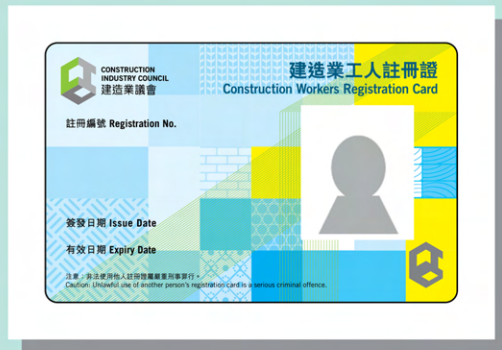 CONSTRUCTION
INDUSTRY COUNCIL
建造業議會
建造業工人註冊證
Construction Workers Registration Card
註冊編號 Registration No.
簽發日期 Issue Date
有效日期 Expiry Date
注意：非法使用他人註冊證屬嚴重刑事罪行。
Caution: Unlawful use of another person's registration card is a serious criminal offence.